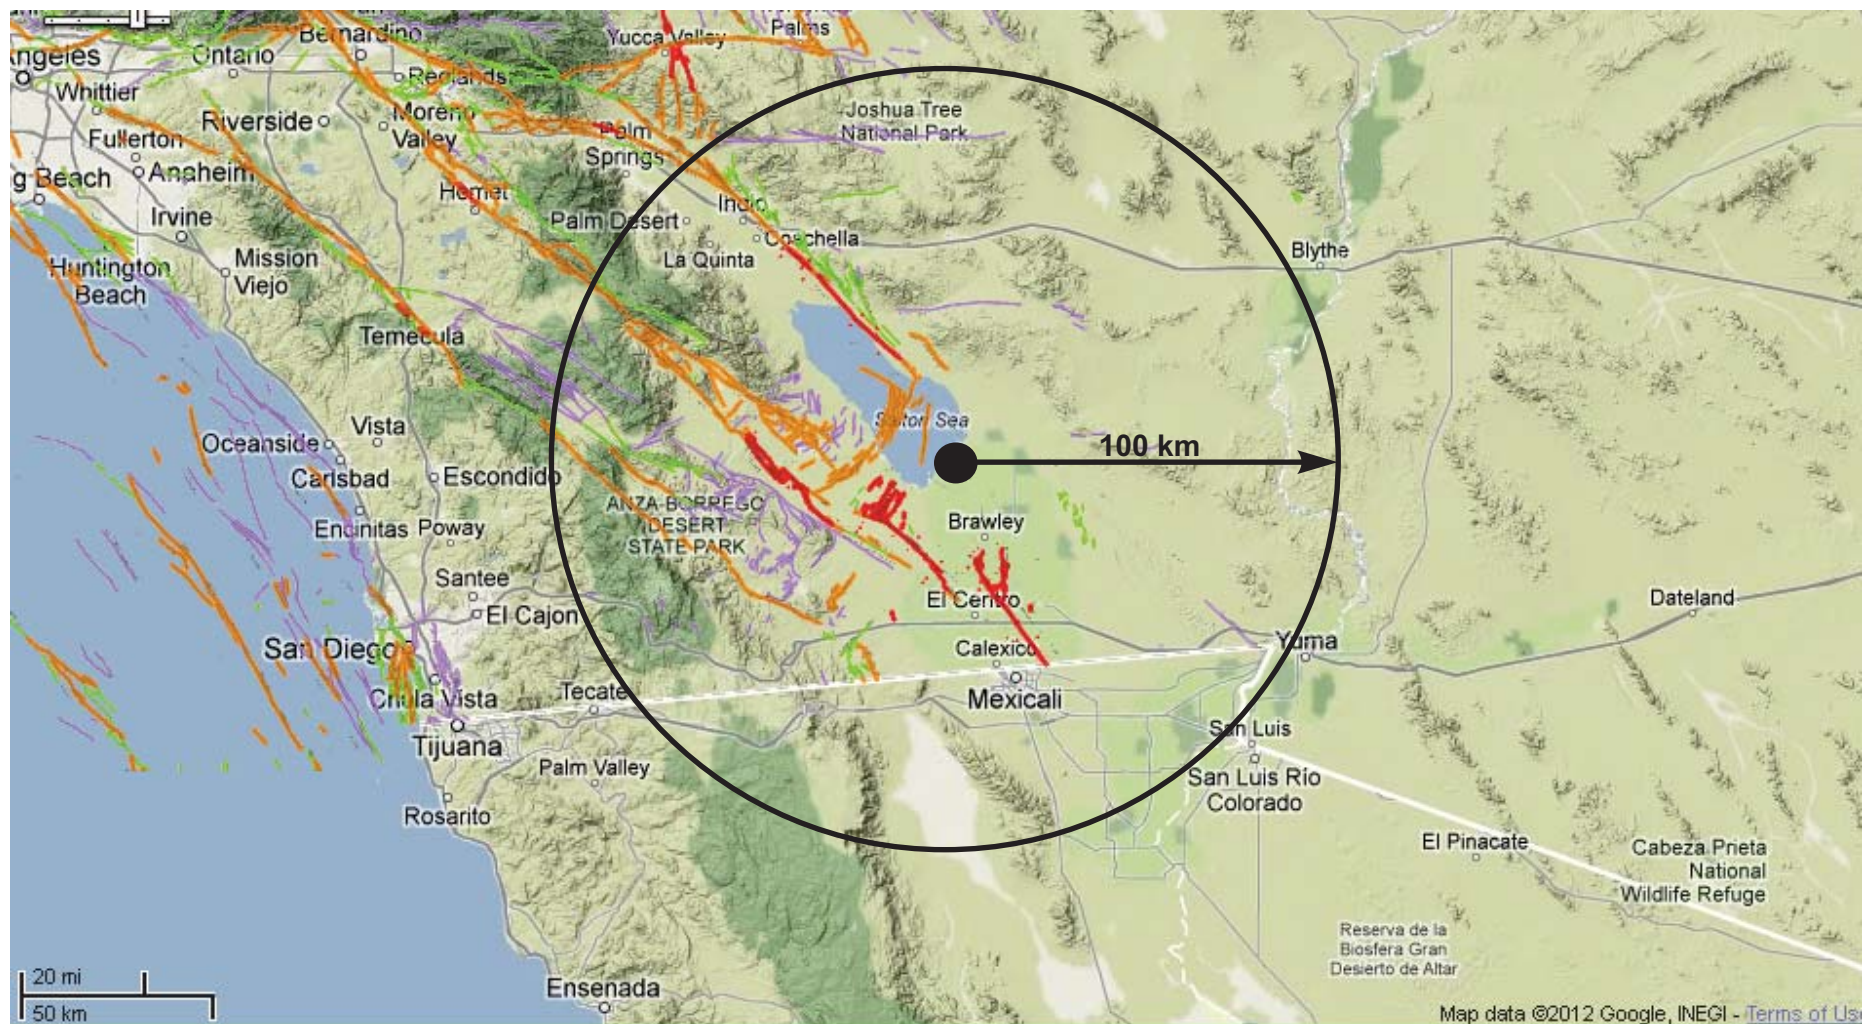 Bernardino
Yucca Valley
Palms
ngeles
Ontario
Redlands
Whittier
Riverside
Moreno
Valley
Joshua Tree
National Park
Fullerton
Palm
Springs
g Beach
Anaheim
Hemet
Irvine
Palm Desert
Indio
Coachella
Mission
Viejo
La Quinta
Blythe
Huntington
Beach
Temecula
Salton Sea
Vista
Oceanside
100 km
Carlsbad
Escondido
ANZA-BORREGO
DESERT
STATE PARK
Encinitas
Poway
Brawley
Santee
El Cajon
El Centro
Dateland
San Diego
Calexico
Yuma
Chula Vista
Tecate
Mexicali
Tijuana
San Luis
Palm Valley
San Luis Río
Colorado
Rosarito
El Pinacate
Cabeza Prieta
National
Wildlife Refuge
Reserva de la
Biosfera Gran
Desierto de Altar
20 mi
50 km
Ensenada
Map data ©2012 Google, INEGI - Terms of Us